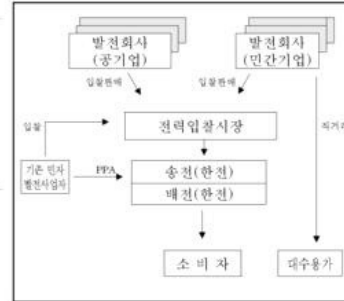 발전회사
(공기업)
발전회사
(민간기업)
입찰판매
입찰판매
입찰
전력입찰시장
직거래
기존 민자
발전사업자
PPA
송전(한전)
배전(한전)
소 비 자
대수용가